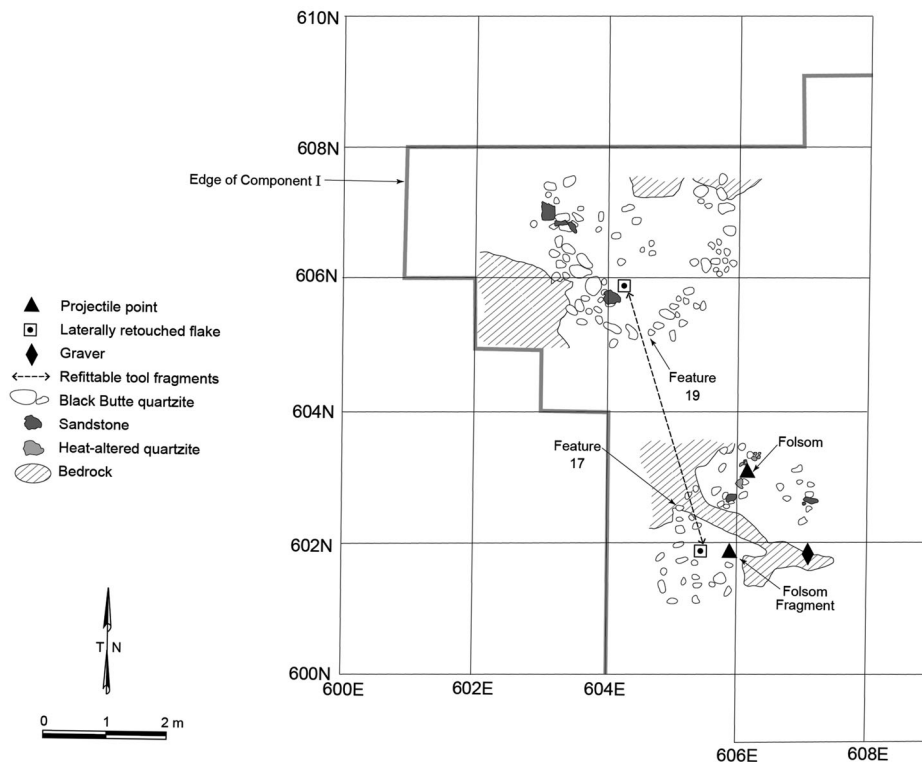 610N
608N
Edge of Component I
606N
Projectile point
Laterally retouched flake
Graver
Refittable tool fragments
Black Butte quartzite
Sandstone
Heat-altered quartzite
Bedrock
Feature
19
604N
Feature
17
Folsom
602N
Folsom
Fragment
T N
600N
600E
602E
604E
606E
608E
0 1 2 m